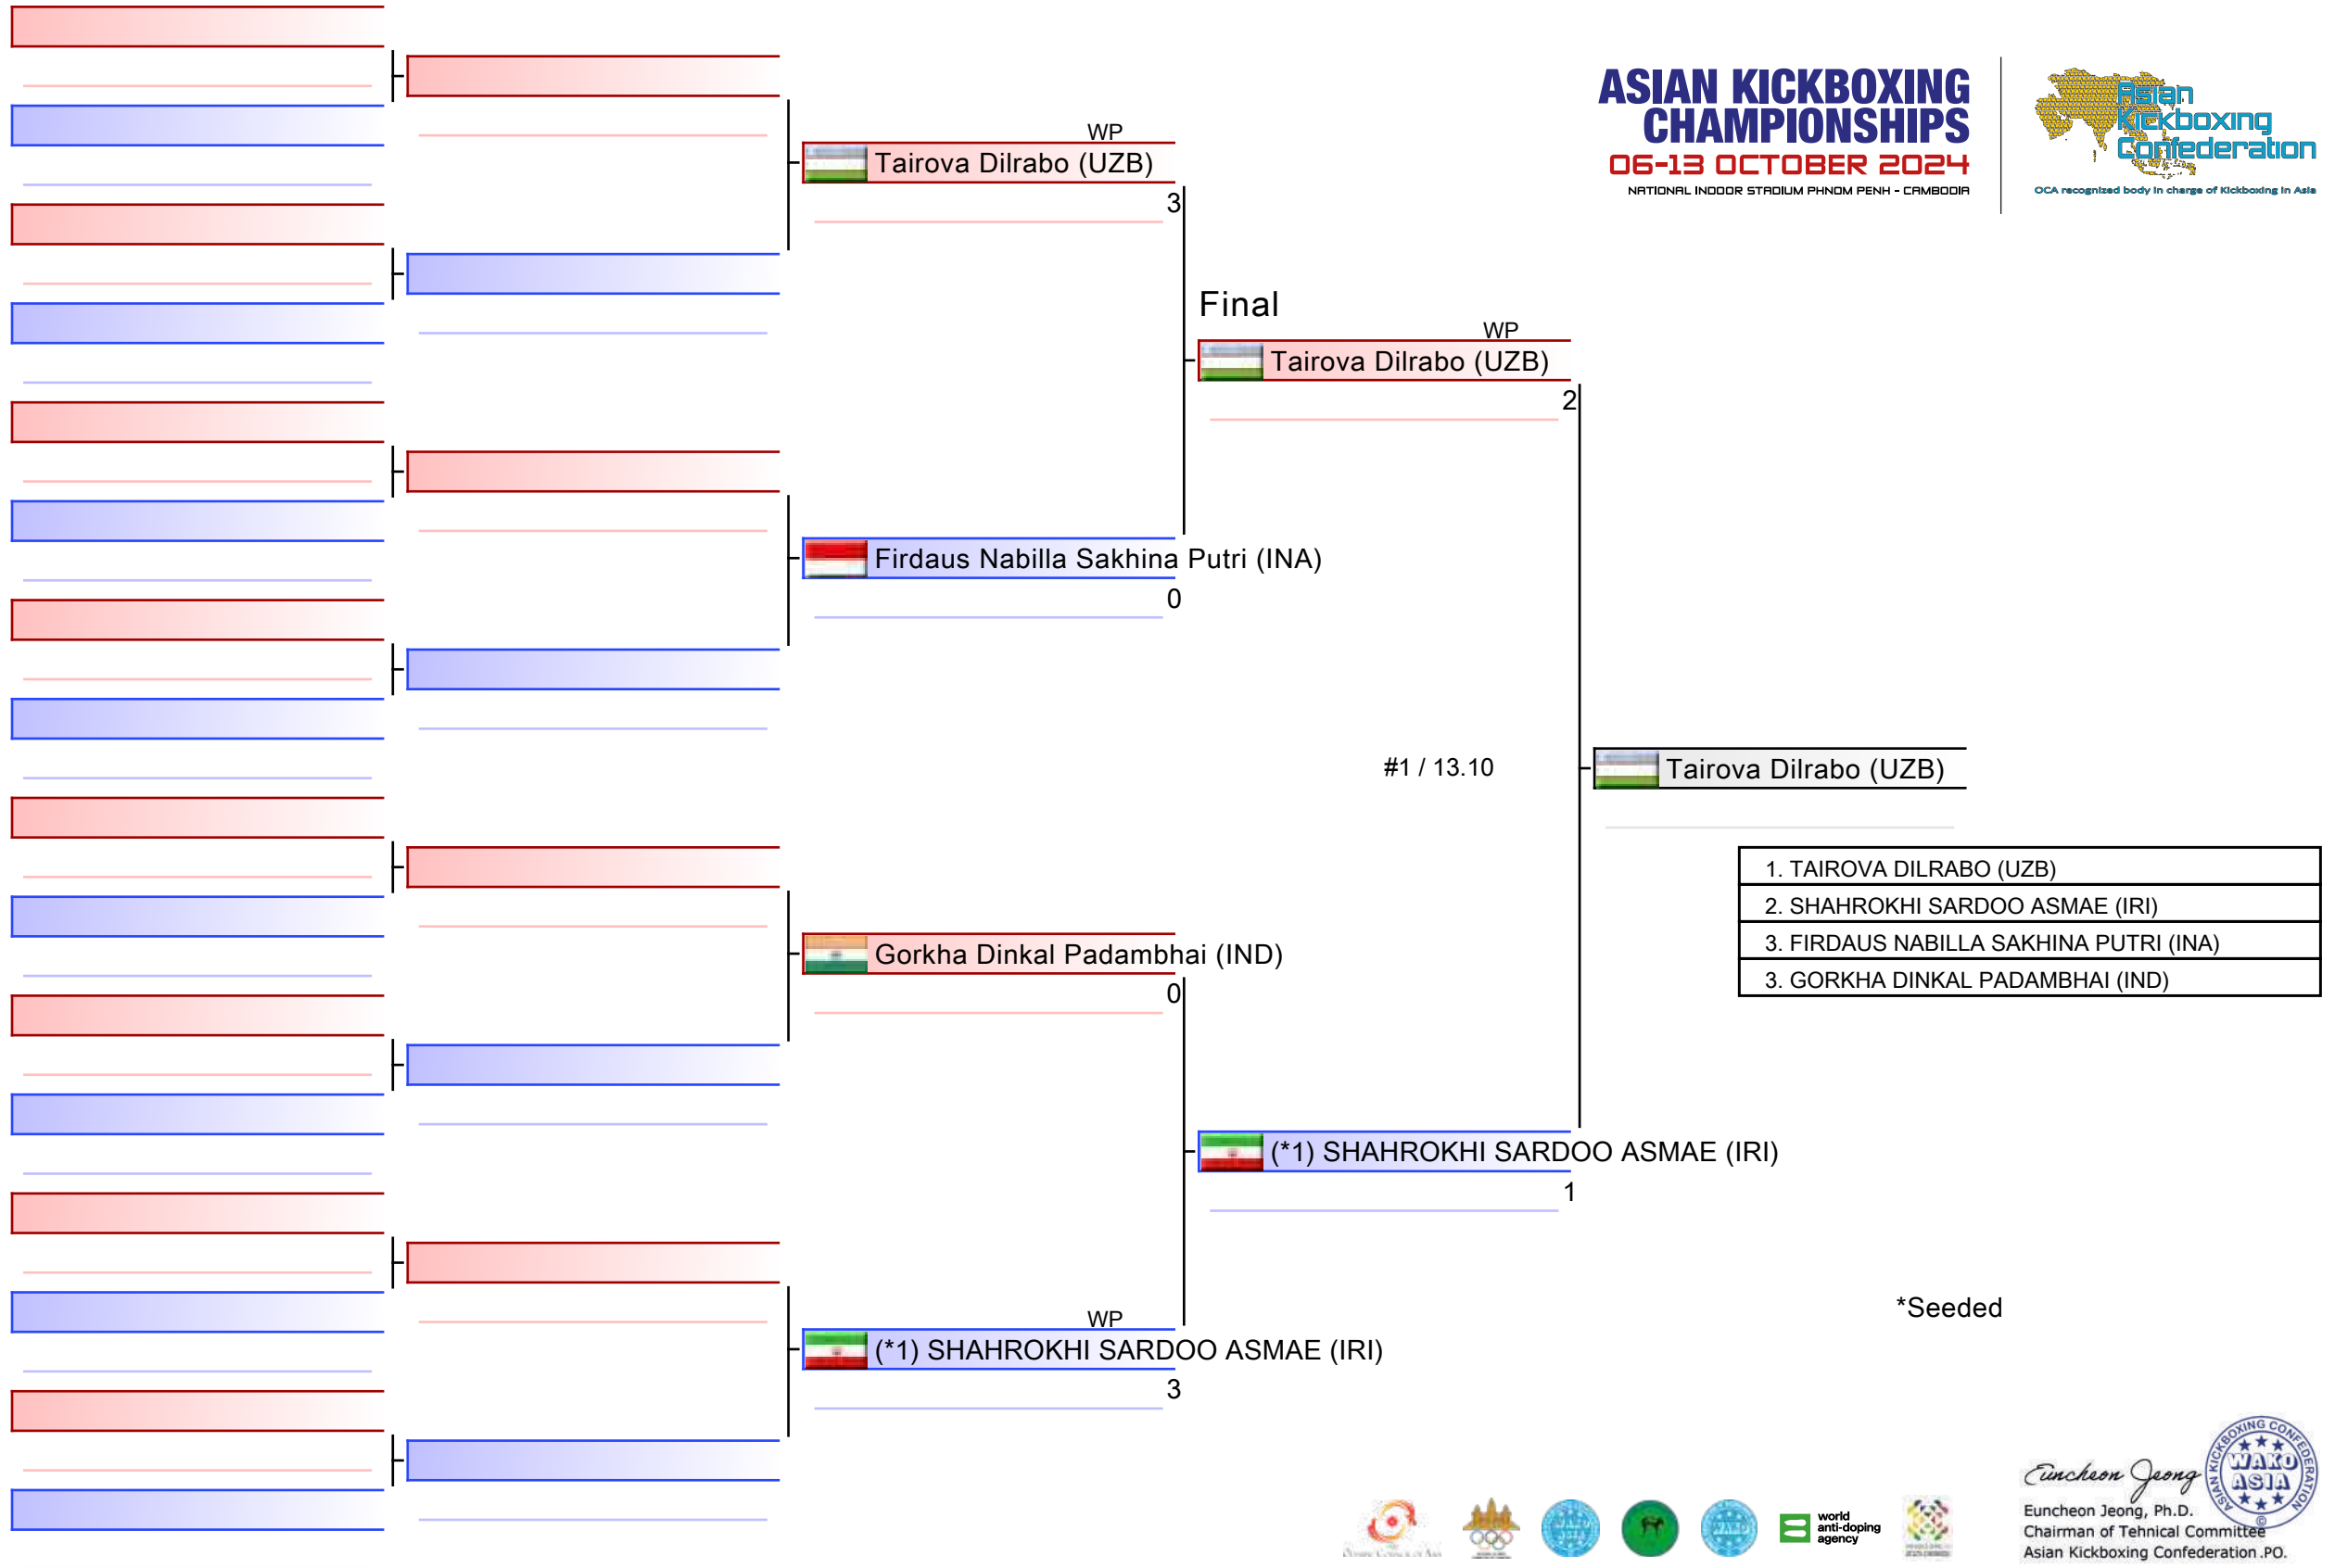 ASIAN KICKBOXING
CHAMPIONSHIPS
06-13 OCTOBER 2024
NATIONAL INDOOR STADIUM PHNOM PENH - CAMBODIA
Asian
Kickboxing
Confederation
OCA recognized body in charge of Kickboxing in Asia
WP
Tairova Dilrabo (UZB)
3
Final
WP
Tairova Dilrabo (UZB)
2
Firdaus Nabilla Sakhina Putri (INA)
0
#1 / 13.10
Tairova Dilrabo (UZB)
1. TAIROVA DILRABO (UZB)
2. SHAHROKHI SARDOO ASMAE (IRI)
3. FIRDAUS NABILLA SAKHINA PUTRI (INA)
3. GORKHA DINKAL PADAMBHAI (IND)
Gorkha Dinkal Padambhai (IND)
0
(*1) SHAHROKHI SARDOO ASMAE (IRI)
1
*Seeded
WP
(*1) SHAHROKHI SARDOO ASMAE (IRI)
3
ASIAN KICKBOXING CONFEDERATION
WAKO
ASIA
Euncheon Jeong
Euncheon Jeong, Ph.D.
Chairman of Tehnical Committee
Asian Kickboxing Confederation.PO.
world
anti-doping
agency